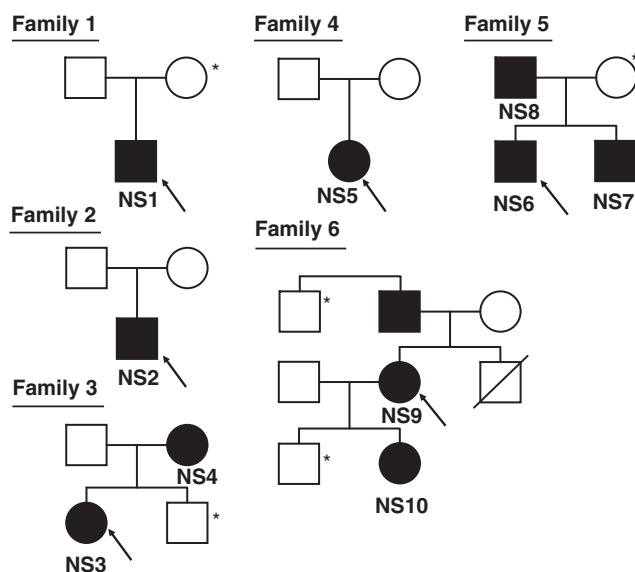 Family 1
*
NS1
Family 2
NS2
Family 3
NS4
*
NS3
Family 4
NS5
Family 5
NS8
*
NS6
NS7
Family 6
*
NS9
*
NS10